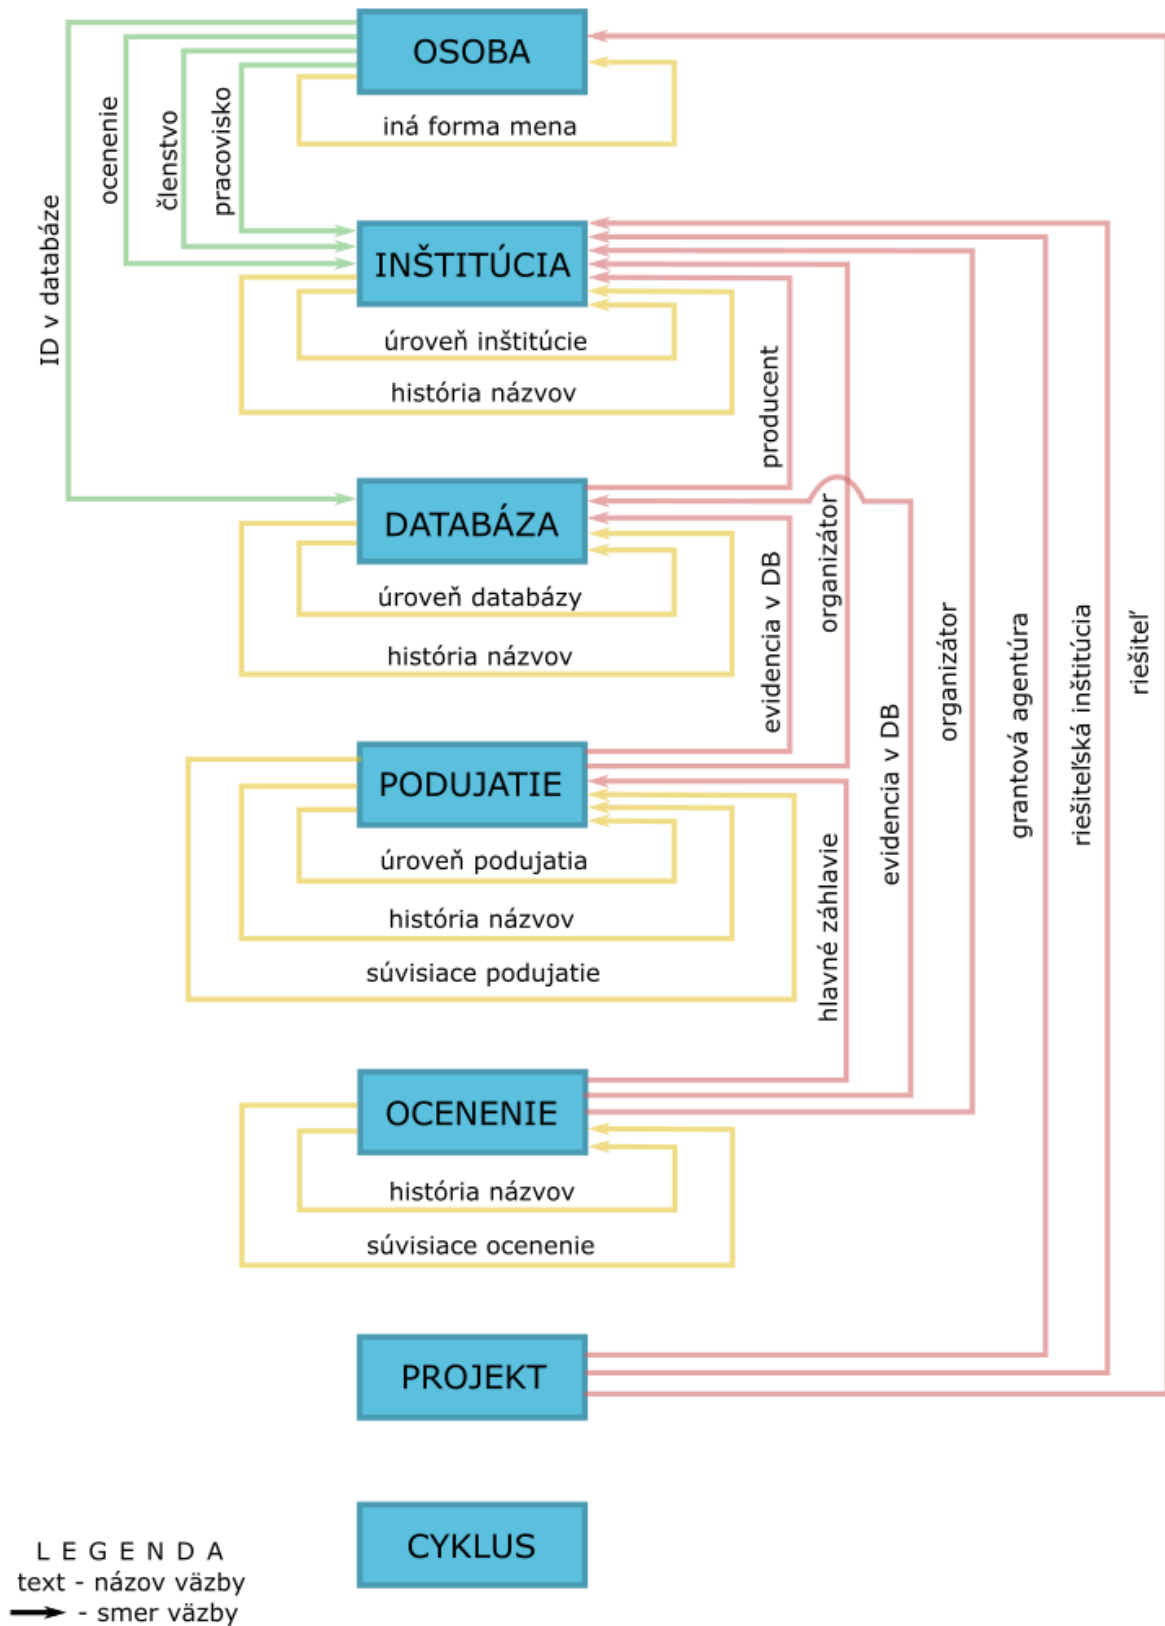 OSOBA
iná forma mena
ID v databáze
ocenenie
členstvo
pracovisko
INŠTITÚCIA
úroveň inštitúcie
história názvov
producent
DATABÁZA
úroveň databázy
história názvov
evidencia v DB
organizátor
evidencia v DB
organizátor
grantová agentúra
riešiteľská inštitúcia
riešiteľ
PODUJATIE
úroveň podujatia
história názvov
súvisiace podujatie
hlavné záhlavie
OCENENIE
história názvov
súvisiace ocenenie
PROJEKT
CYKLUS
L E G E N D A
text - názov väzby
- smer väzby